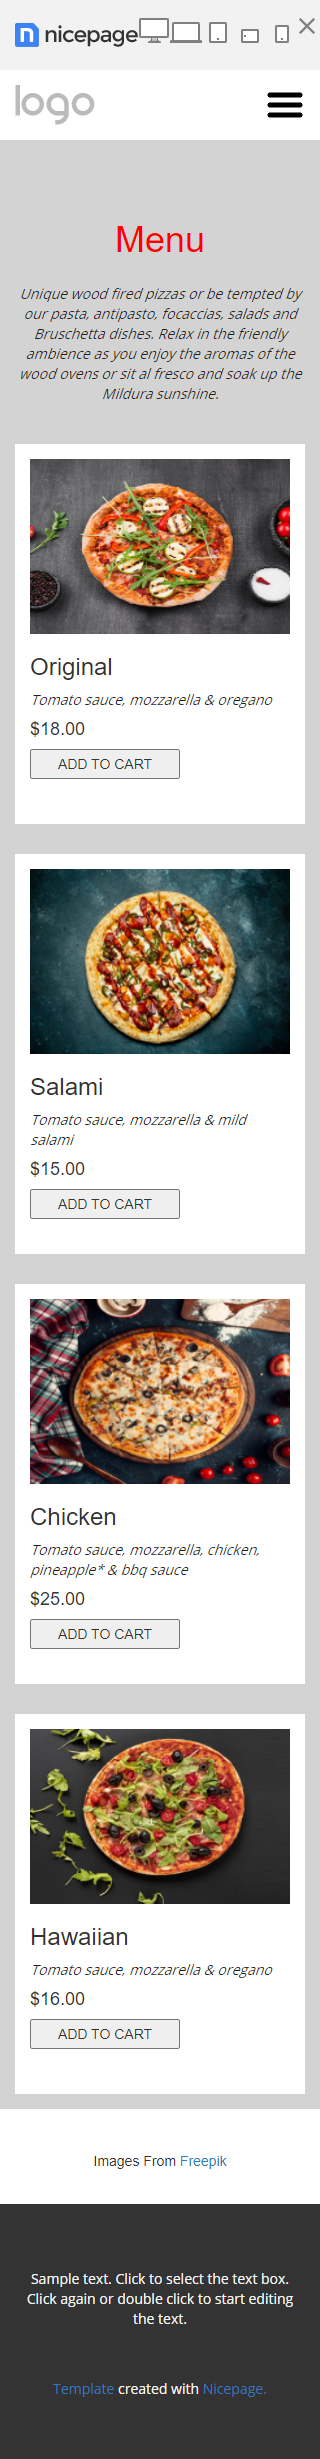 nicepage
logo
Menu
Unique wood fired pizzas or be tempted by
our pasta, antipasto, focaccias, salads and
Bruschetta dishes. Relax in the friendly
ambience as you enjoy the aromas of the
wood ovens or sit al fresco and soak up the
Mildura sunshine.
Original
Tomato sauce, mozzarella & oregano
$18.00
ADD TO CART
Salami
Tomato sauce, mozzarella & mild
salami
$15.00
ADD TO CART
Chicken
Tomato sauce, mozzarella, chicken,
pineapple* & bbq sauce
$25.00
ADD TO CART
Hawaiian
Tomato sauce, mozzarella & oregano
$16.00
ADD TO CART
Images From Freepik
Sample text. Click to select the text box.
Click again or double click to start editing
the text.
Template created with Nicepage.